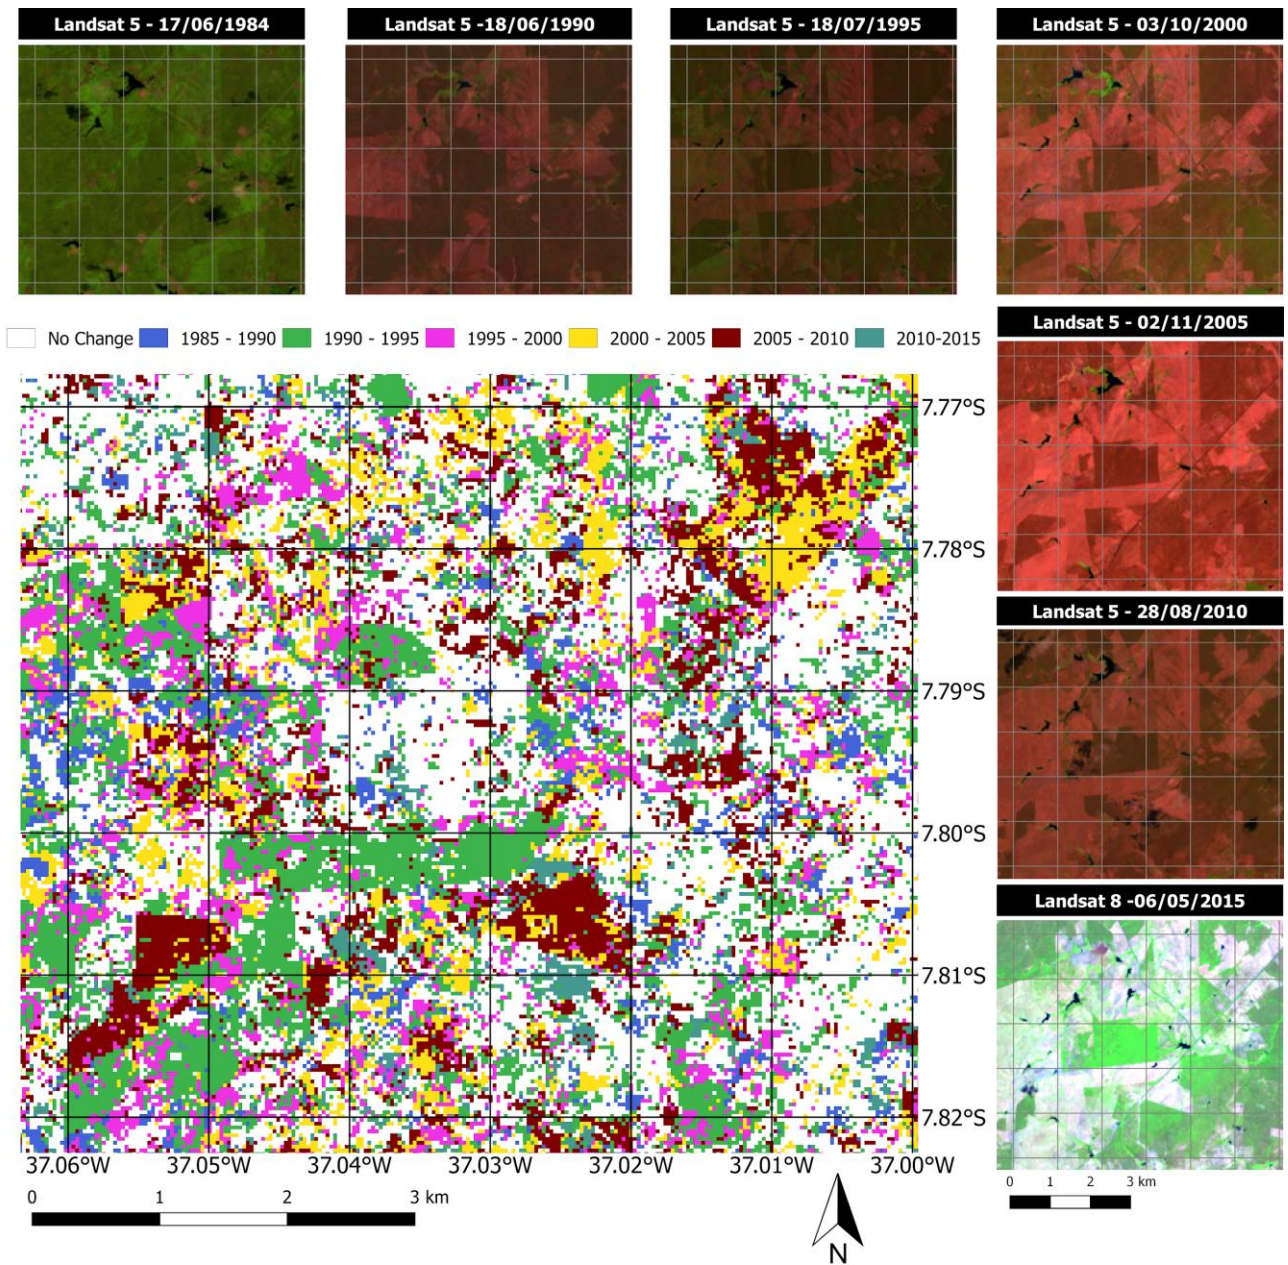 Landsat 5 - 17/06/1984
Landsat 5 -18/06/1990
Landsat 5 - 18/07/1995
Landsat 5 - 03/10/2000
No Change 1985 - 1990 1990 - 1995 1995 - 2000 2000 - 2005 2005 - 2010 2010-2015
Landsat 5 - 02/11/2005
7.77°S
7.78°S
Landsat 5 - 28/08/2010
7.79°S
7.80°S
Landsat 8 -06/05/2015
7.81°S
7.82°S
37.06°W 37.05°W 37.04°W 37.03°W 37.02°W 37.01°W 37.00°W
0 1 2 3 km
0 1 2 3 km
N